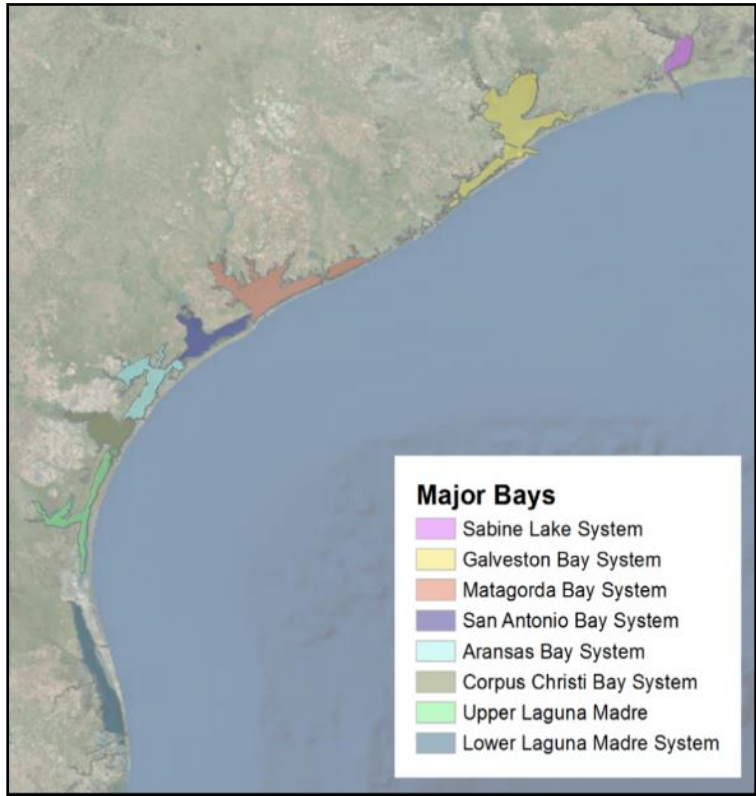 Major Bays
Sabine Lake System
Galveston Bay System
Matagorda Bay System
San Antonio Bay System
Aransas Bay System
Corpus Christi Bay System
Upper Laguna Madre
Lower Laguna Madre System